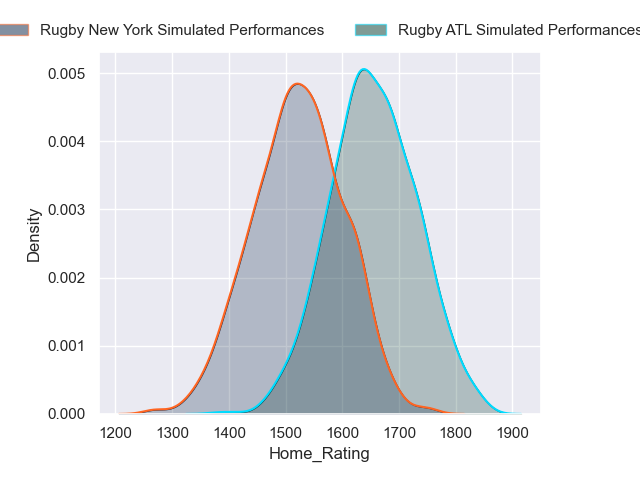 Rugby New York Simulated Performances
Rugby ATL Simulated Performances
0.005
0.004
0.003
0.002
0.001
0.000
Density
1200 1300 1400 1500 1600 1700 1800 1900
Home_Rating